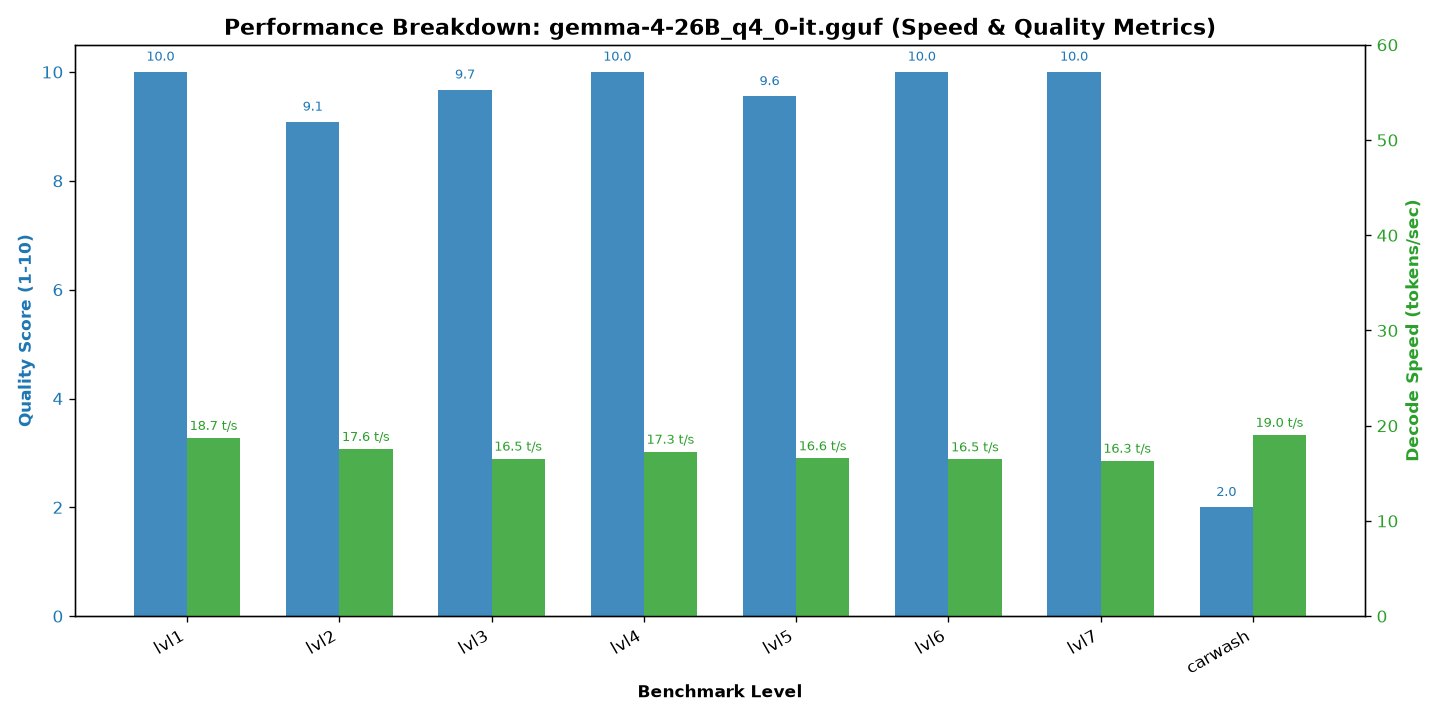 Performance Breakdown: gemma-4-26B_q4_0-it.gguf (Speed & Quality Metrics)
Quality Score (1-10)
10
8
6
4
2
0
10.0
9.1
9.7
10.0
9.6
10.0
10.0
2.0
18.7 t/s
17.6 t/s
16.5 t/s
17.3 t/s
16.6 t/s
16.5 t/s
16.3 t/s
19.0 t/s
60
50
40
30
20
10
0
Decode Speed (tokens/sec)
lvl1
lvl2
lvl3
lvl4
lvl5
lvl6
lvl7
carwash
Benchmark Level